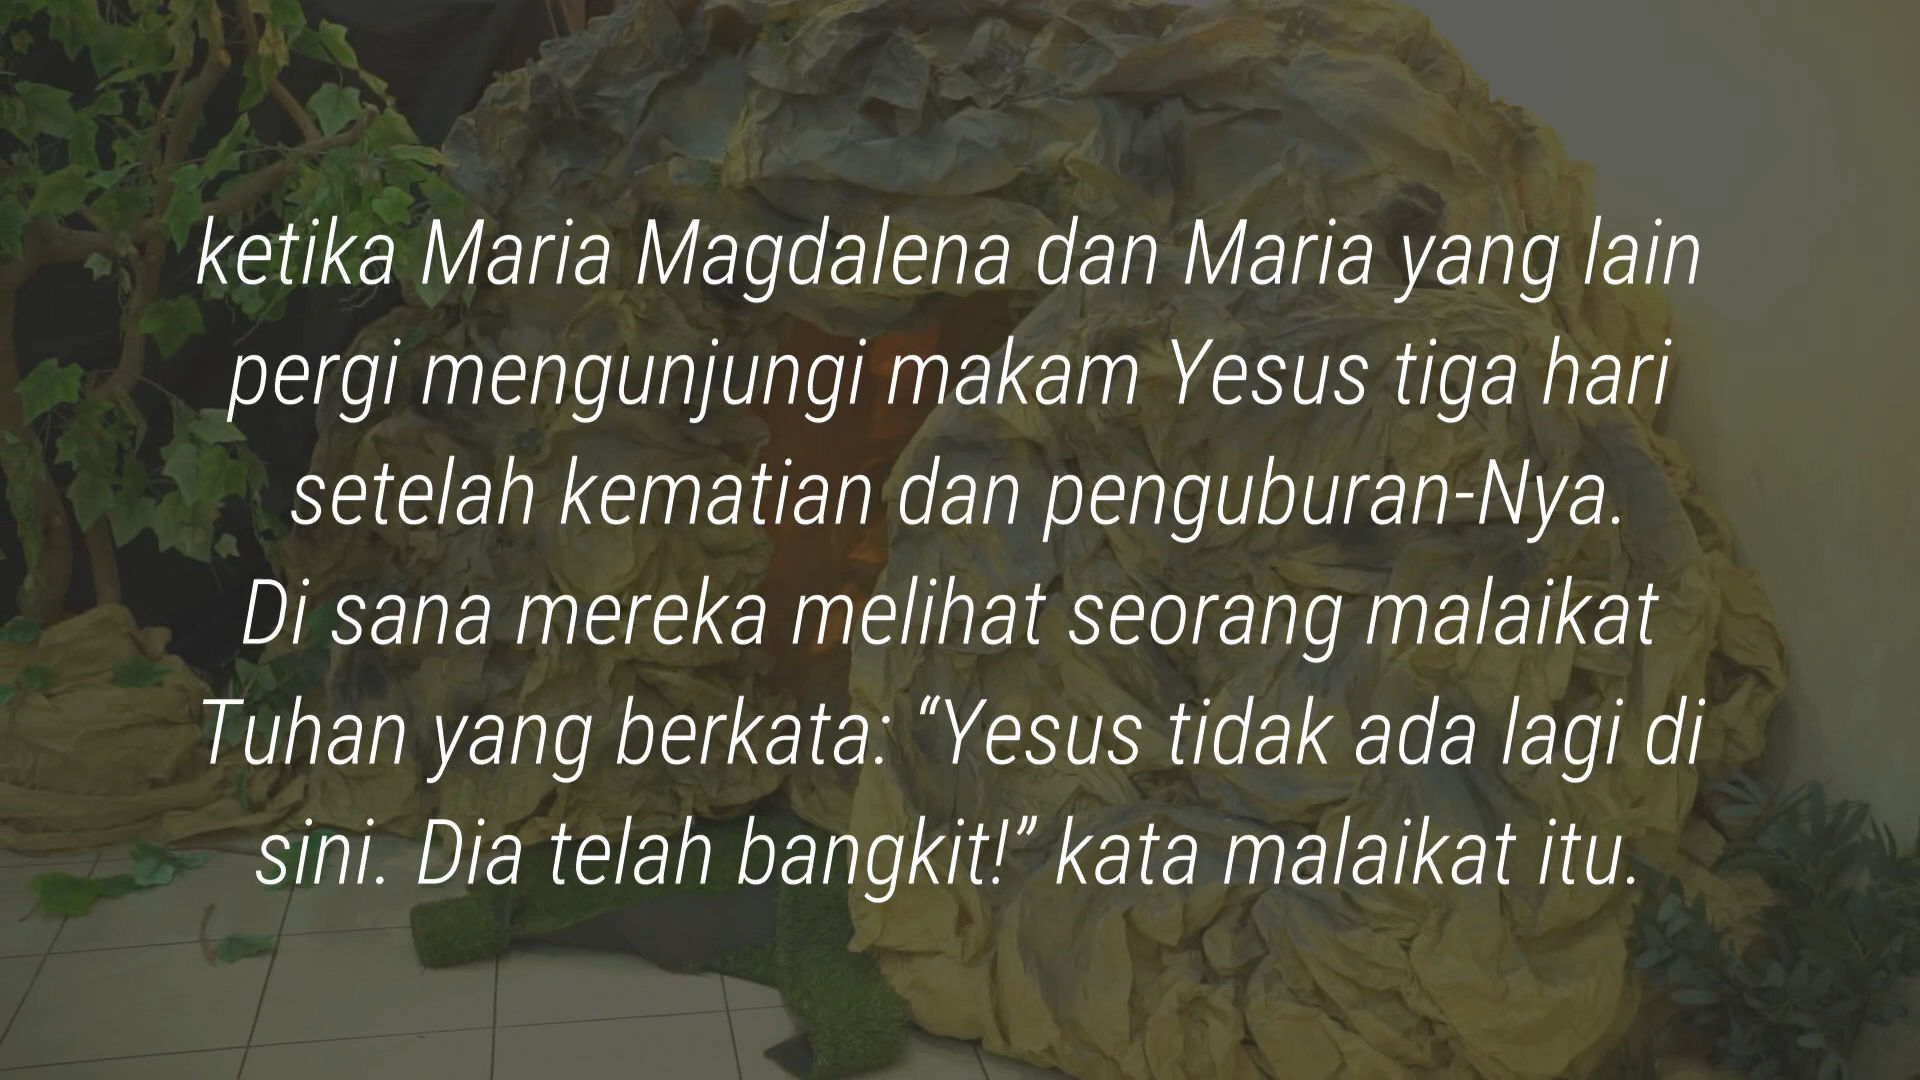 ketika Maria Magdalena dan Maria yang lain
pergi mengunjungi makam Yesus tiga hari
setelah kematian dan penguburan-Nya.
Di sana mereka melihat seorang malaikat
Tuhan yang berkata: “Yesus tidak ada lagi di
sini. Dia telah bangkit!” kata malaikat itu.